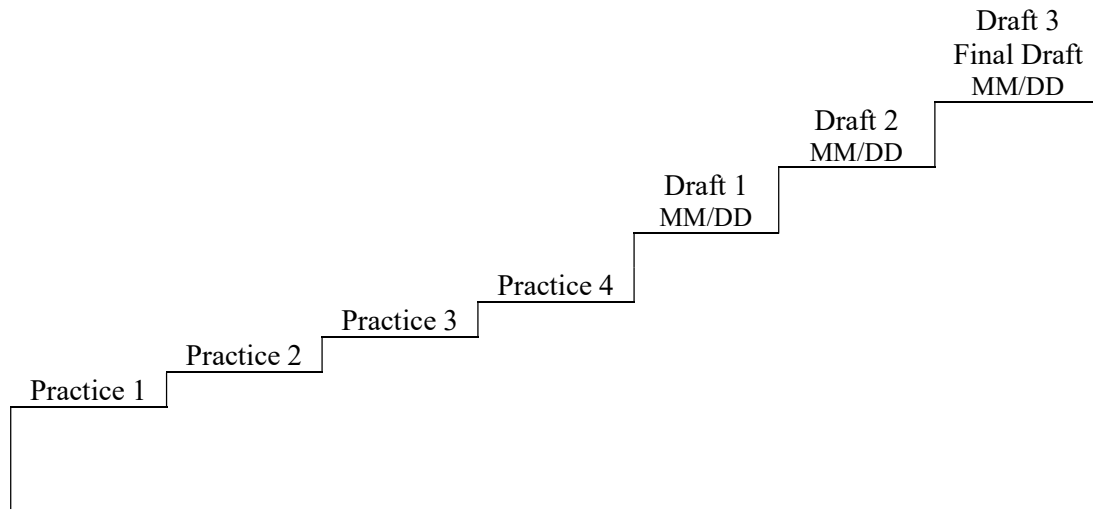 Draft 3
Final Draft
MM/DD
Draft 2
MM/DD
Draft 1
MM/DD
Practice 4
Practice 3
Practice 2
Practice 1